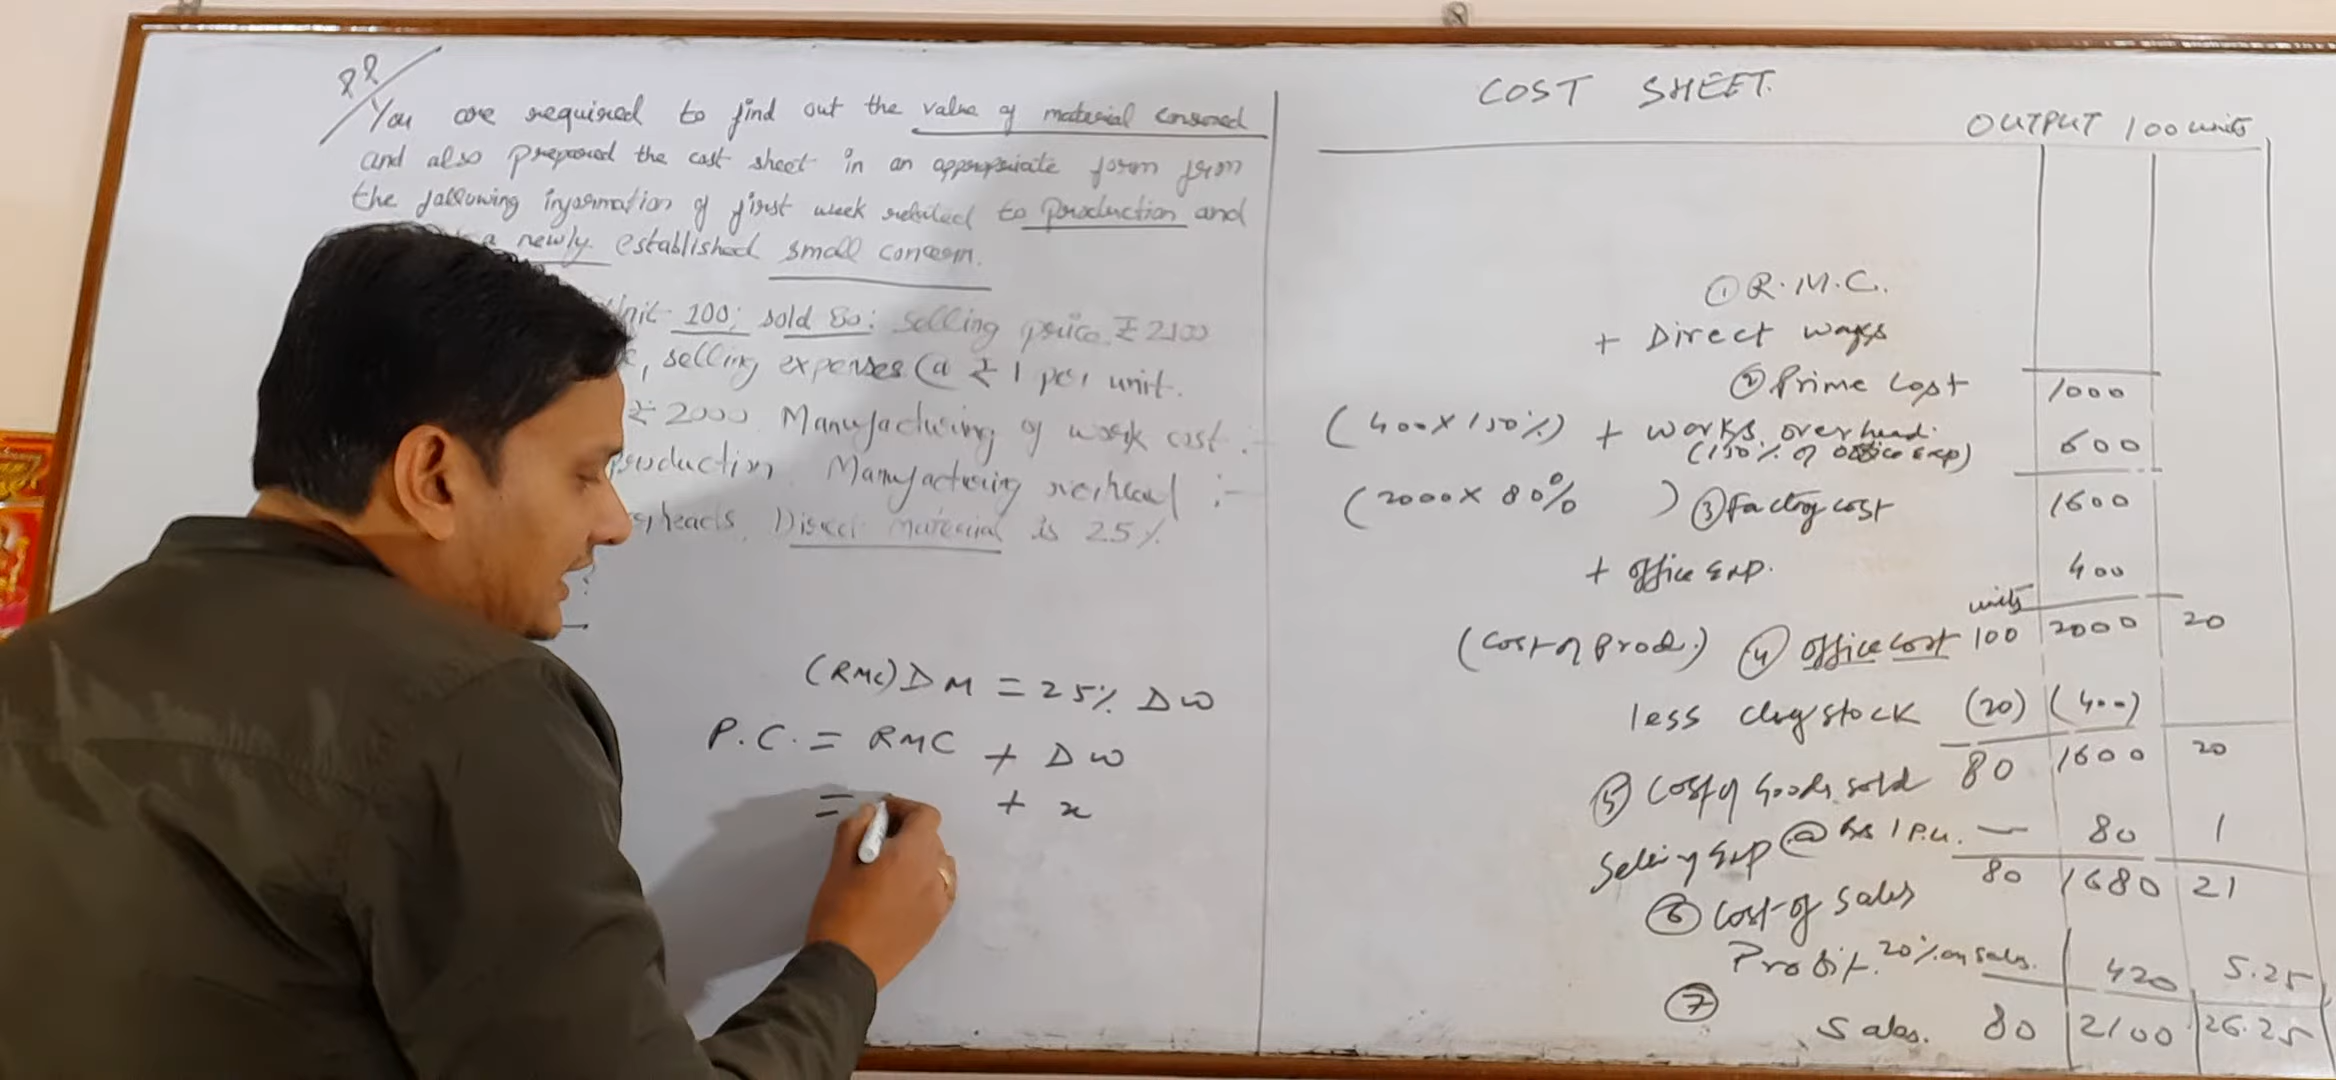 You are required to find out the value of material consumed
and also prepared the cost sheet in an appropriate form from
the following information of first week related to production and
a newly established small concern.
Unit 100; sold 80: Selling price ₹2100
, selling expenses @ ₹1 per unit.
₹2000 Manufacturing of work cost :-
production Manufacturing overhead :-
Direct material is 25%
(RMC) DM = 25% DW
P.C. = RMC + DW
= + x
COST SHEET.
OUTPUT 100 units
① R.M.C.
+ Direct wages
② Prime Cost 1000
(400 X 150%) + works overhead. 600
(150% of office Exp)
(2000 X 80% ) ③ Factory cost 1600
+ office Exp. 400
units
(Cost of Prod.) ④ office cost 100 2000 20
less clsg stock (20) (400)
80 1600 20
⑤ Cost of Goods sold
Selling Exp @ Rs 1 P.U. — 80 1
80 1680 21
⑥ Cost of Sales
Profit 20% on sales. 420 5.25
⑦
Sales. 80 2100 26.25